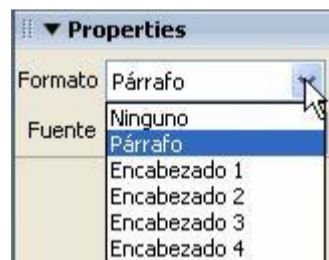 Properties
Formato Párrafo
Fuente
Ninguno
Párrafo
Encabezado 1
Encabezado 2
Encabezado 3
Encabezado 4